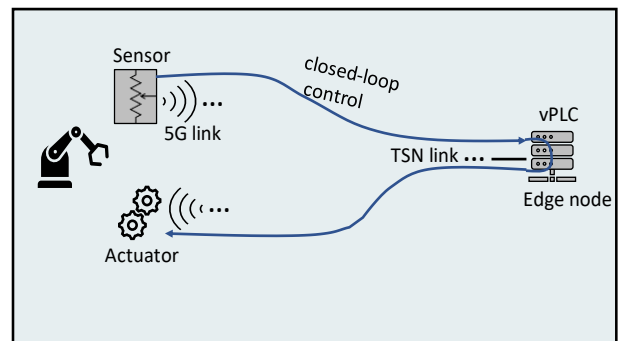 Sensor
closed-loop
control
5G link
vPLC
TSN link
Edge node
Actuator